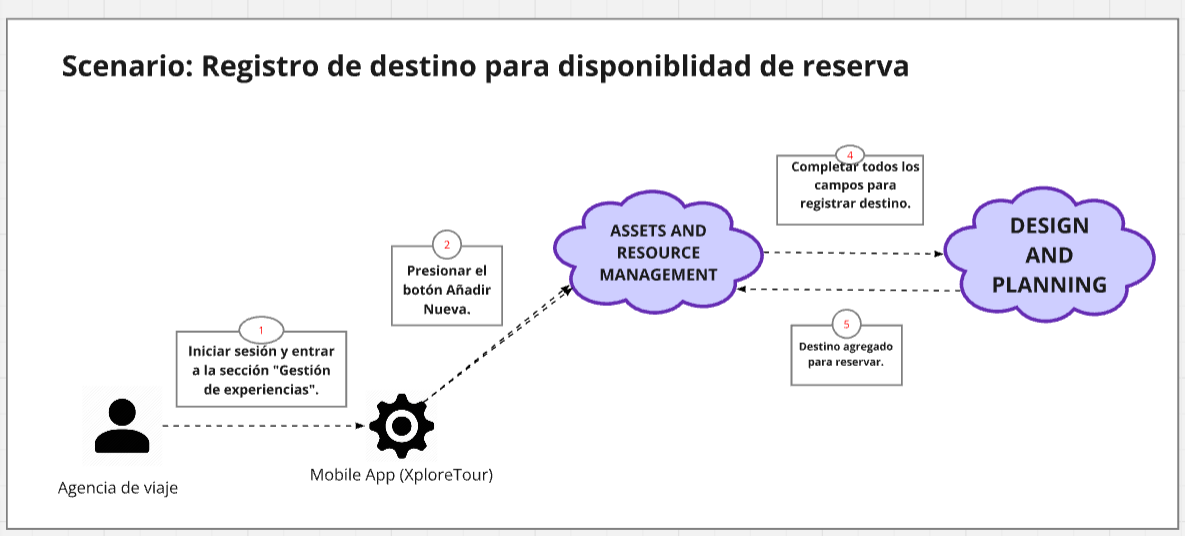 Scenario: Registro de destino para disponiblidad de reserva
4
Completar todos los
campos para
registrar destino.
ASSETS AND
RESOURCE
MANAGEMENT
DESIGN
AND
PLANNING
2
Presionar el
botón Añadir
Nueva.
5
Destino agregado
para reservar.
1
Iniciar sesión y entrar
a la sección "Gestión
de experiencias".
Mobile App (XploreTour)
Agencia de viaje